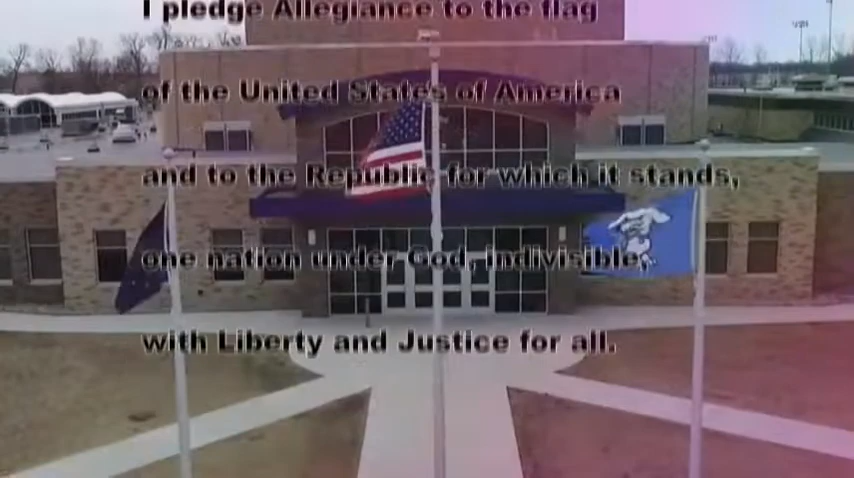 I pledge Allegiance to the flag
of the United States of America
and to the Republic for which it stands,
one nation under God, indivisible,
with Liberty and Justice for all.